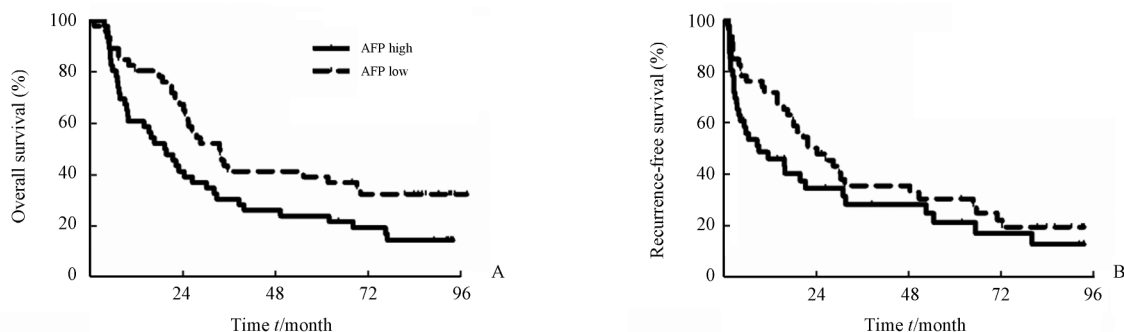 100
80
60
40
20
0
Overall survival (%)
AFP high
AFP low
24
48
72
96
Time t/month
A
100
80
60
40
20
0
Recurrence-free survival (%)
24
48
72
96
Time t/month
B